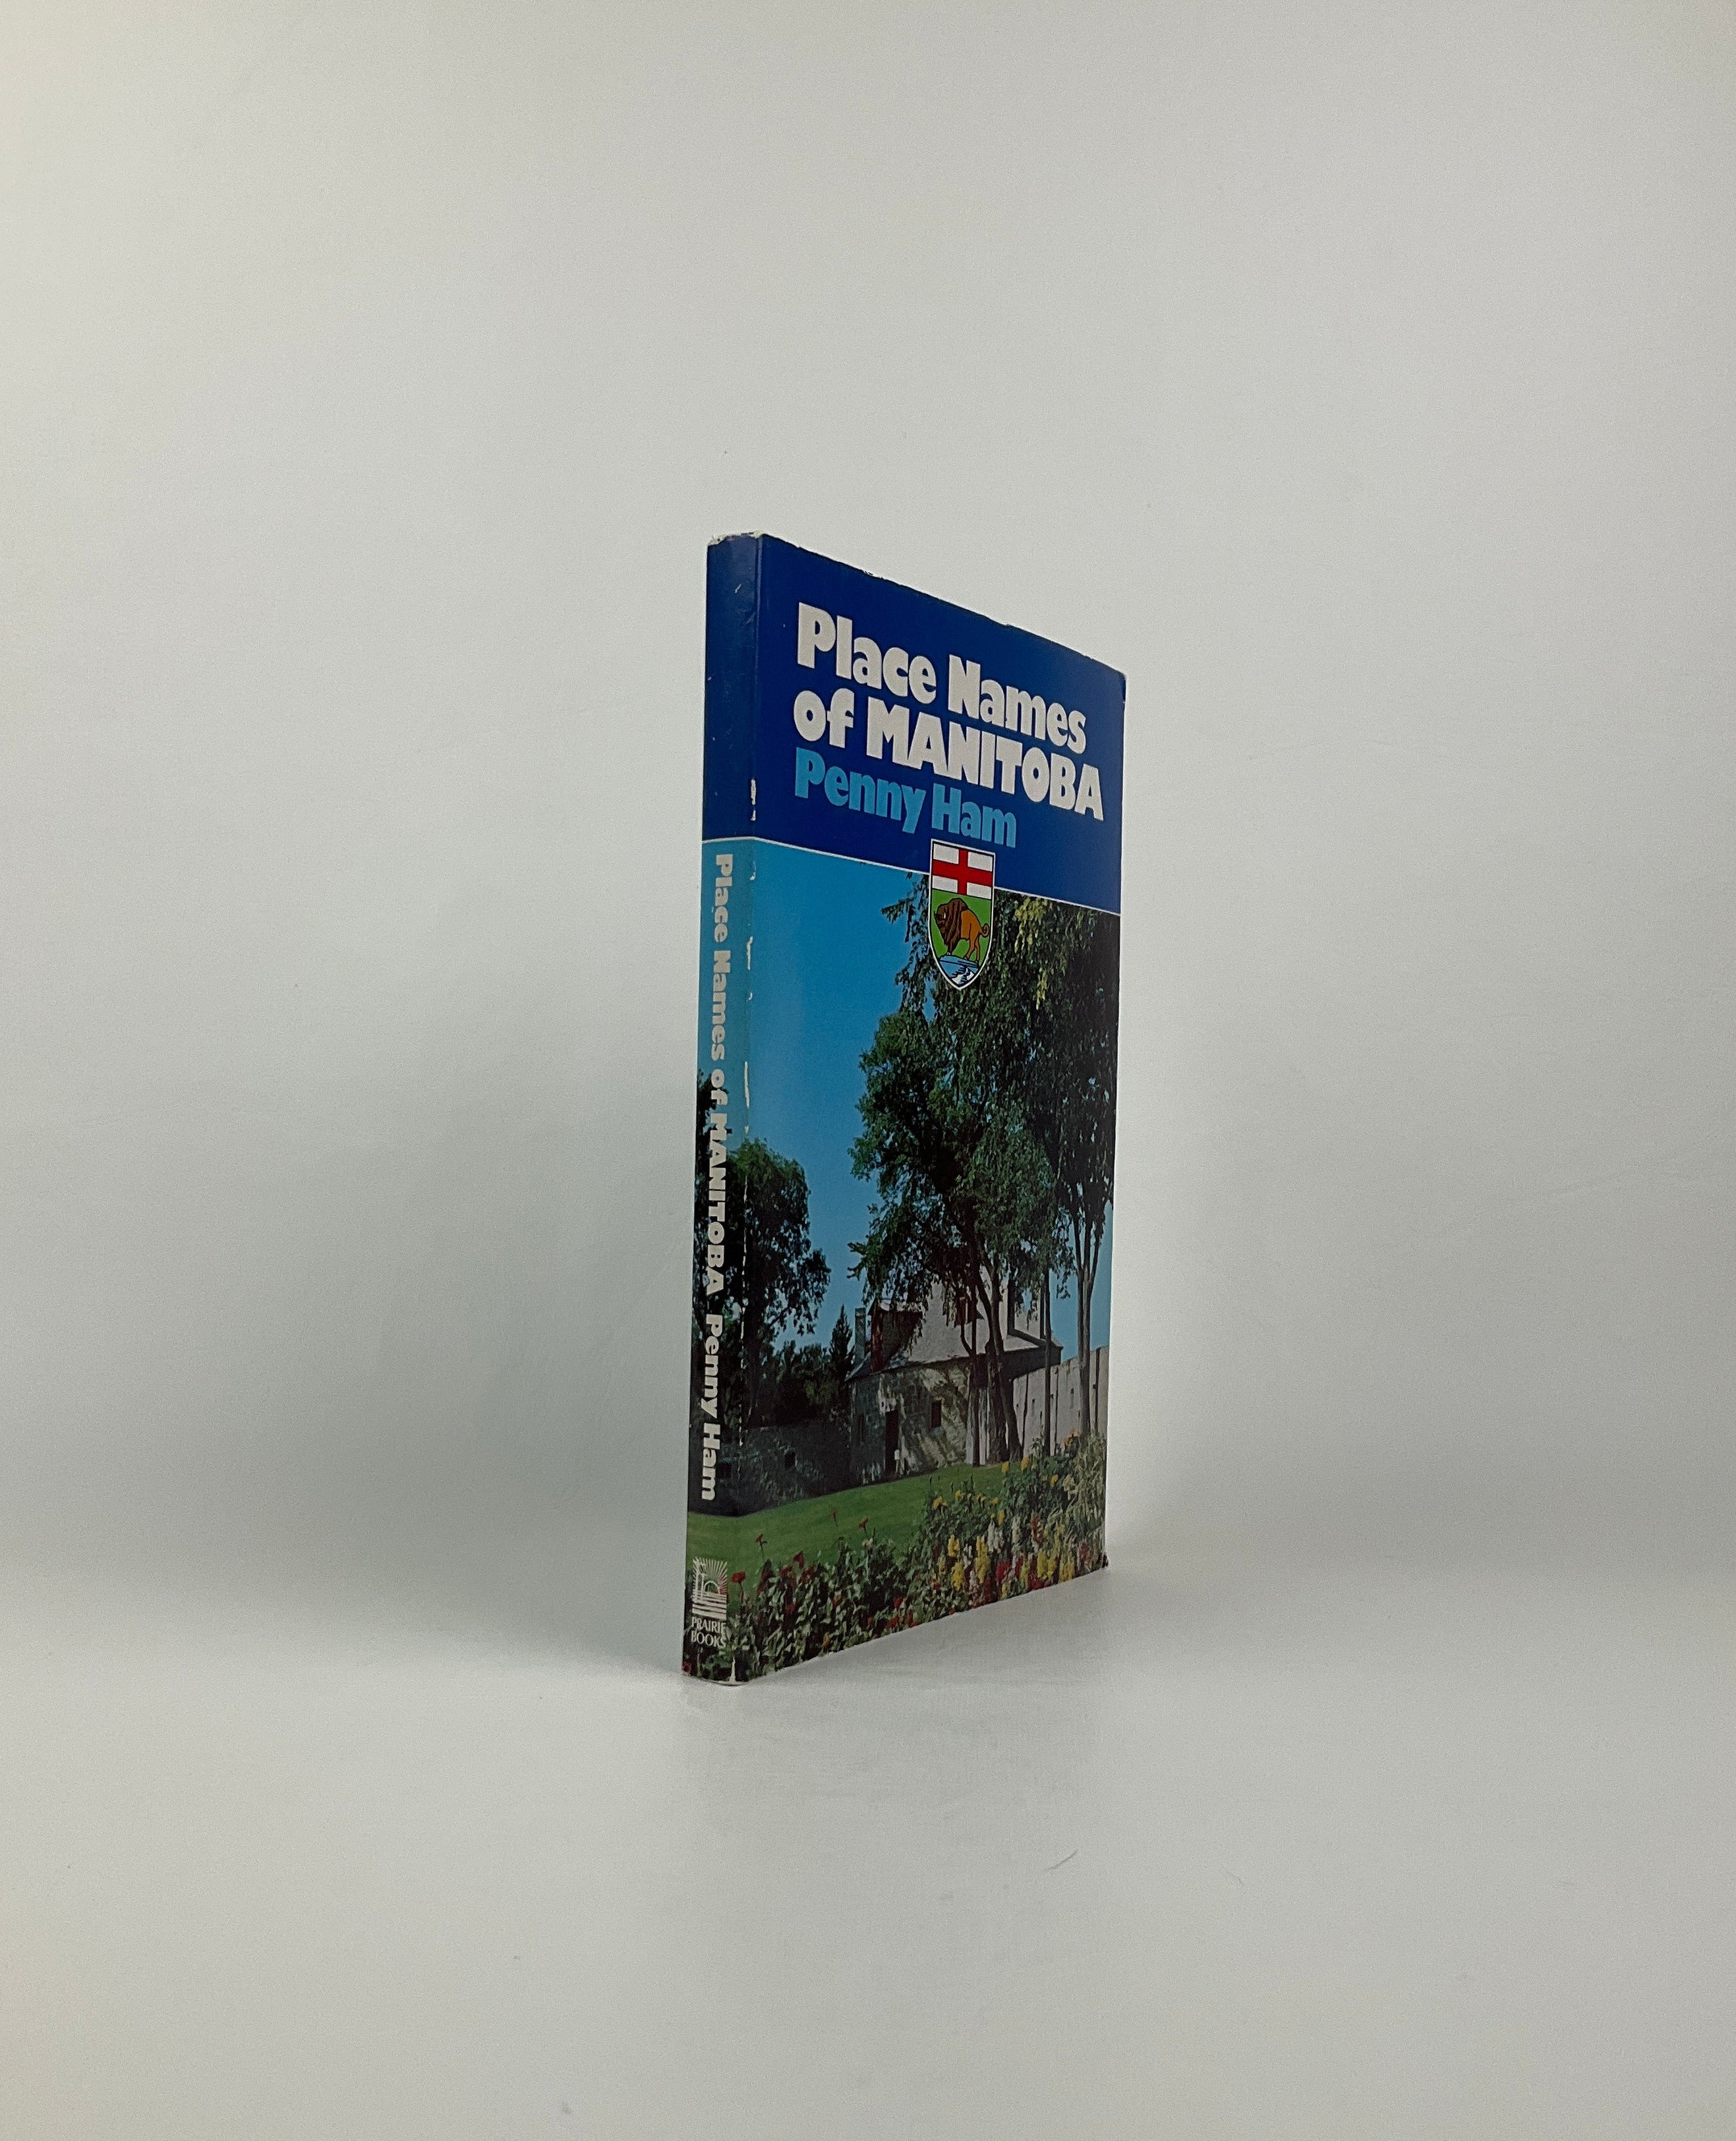 Place Names
of MANITOBA
Penny Ham
Place Names of MANITOBA Penny Ham
PRAIRIE
BOOKS